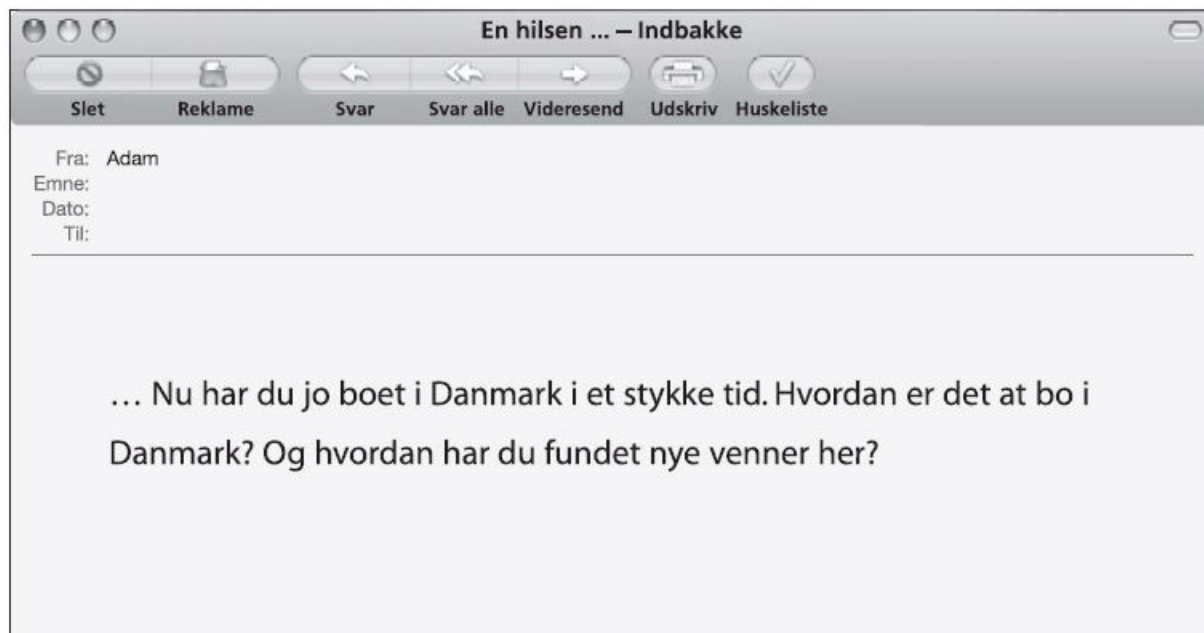 En hilsen ... – Indbakke
Slet Reklame Svar Svar alle Videresend Udskriv Huskeliste
Fra: Adam
Emne:
Dato:
Til:
... Nu har du jo boet i Danmark i et stykke tid. Hvordan er det at bo i
Danmark? Og hvordan har du fundet nye venner her?